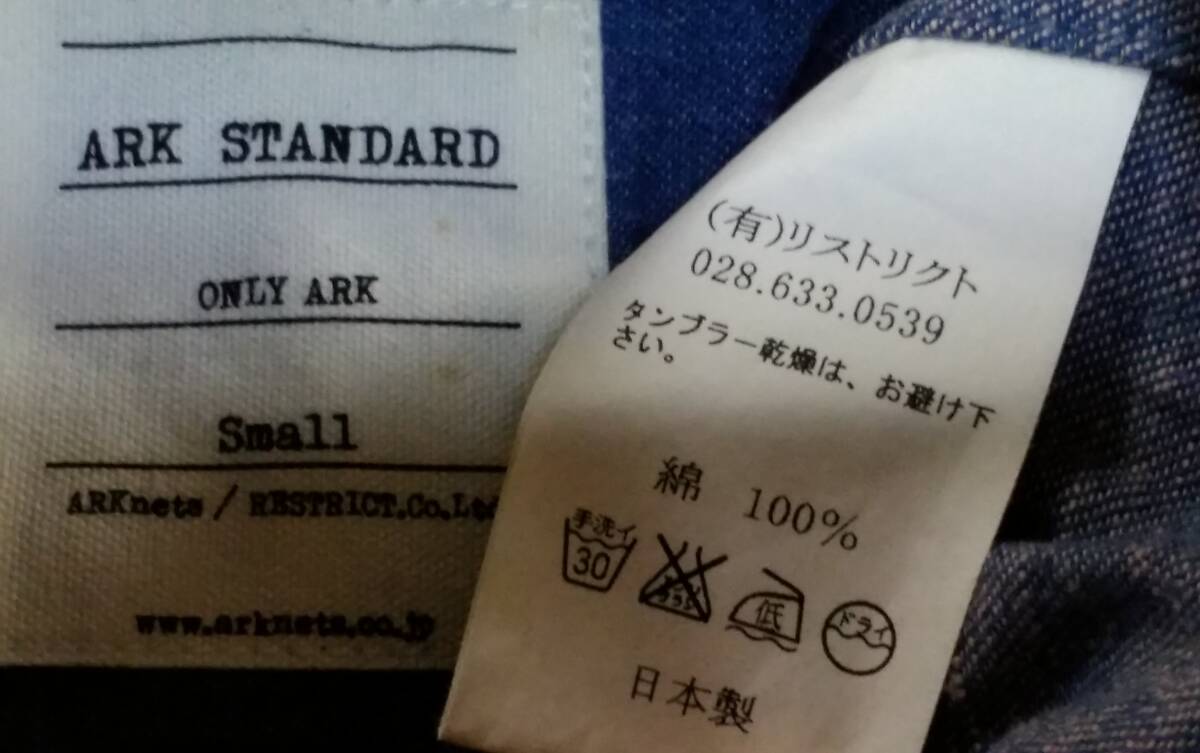 ARK STANDARD
ONLY ARK
Small
ARKnets / RESTRICT.Co.Ltd
www.arknets.co.jp
(有)リストリクト
028.633.0539
タンブラー乾燥は、お避け下
さい。
綿 100%
手洗イ
30
低
ドライ
日本製